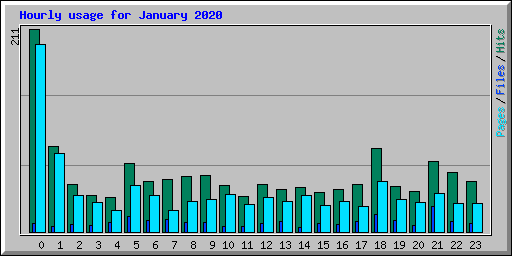 Hourly usage for January 2020
211
Pages/Files/Hits
0 1 2 3 4 5 6 7 8 9 10 11 12 13 14 15 16 17 18 19 20 21 22 23